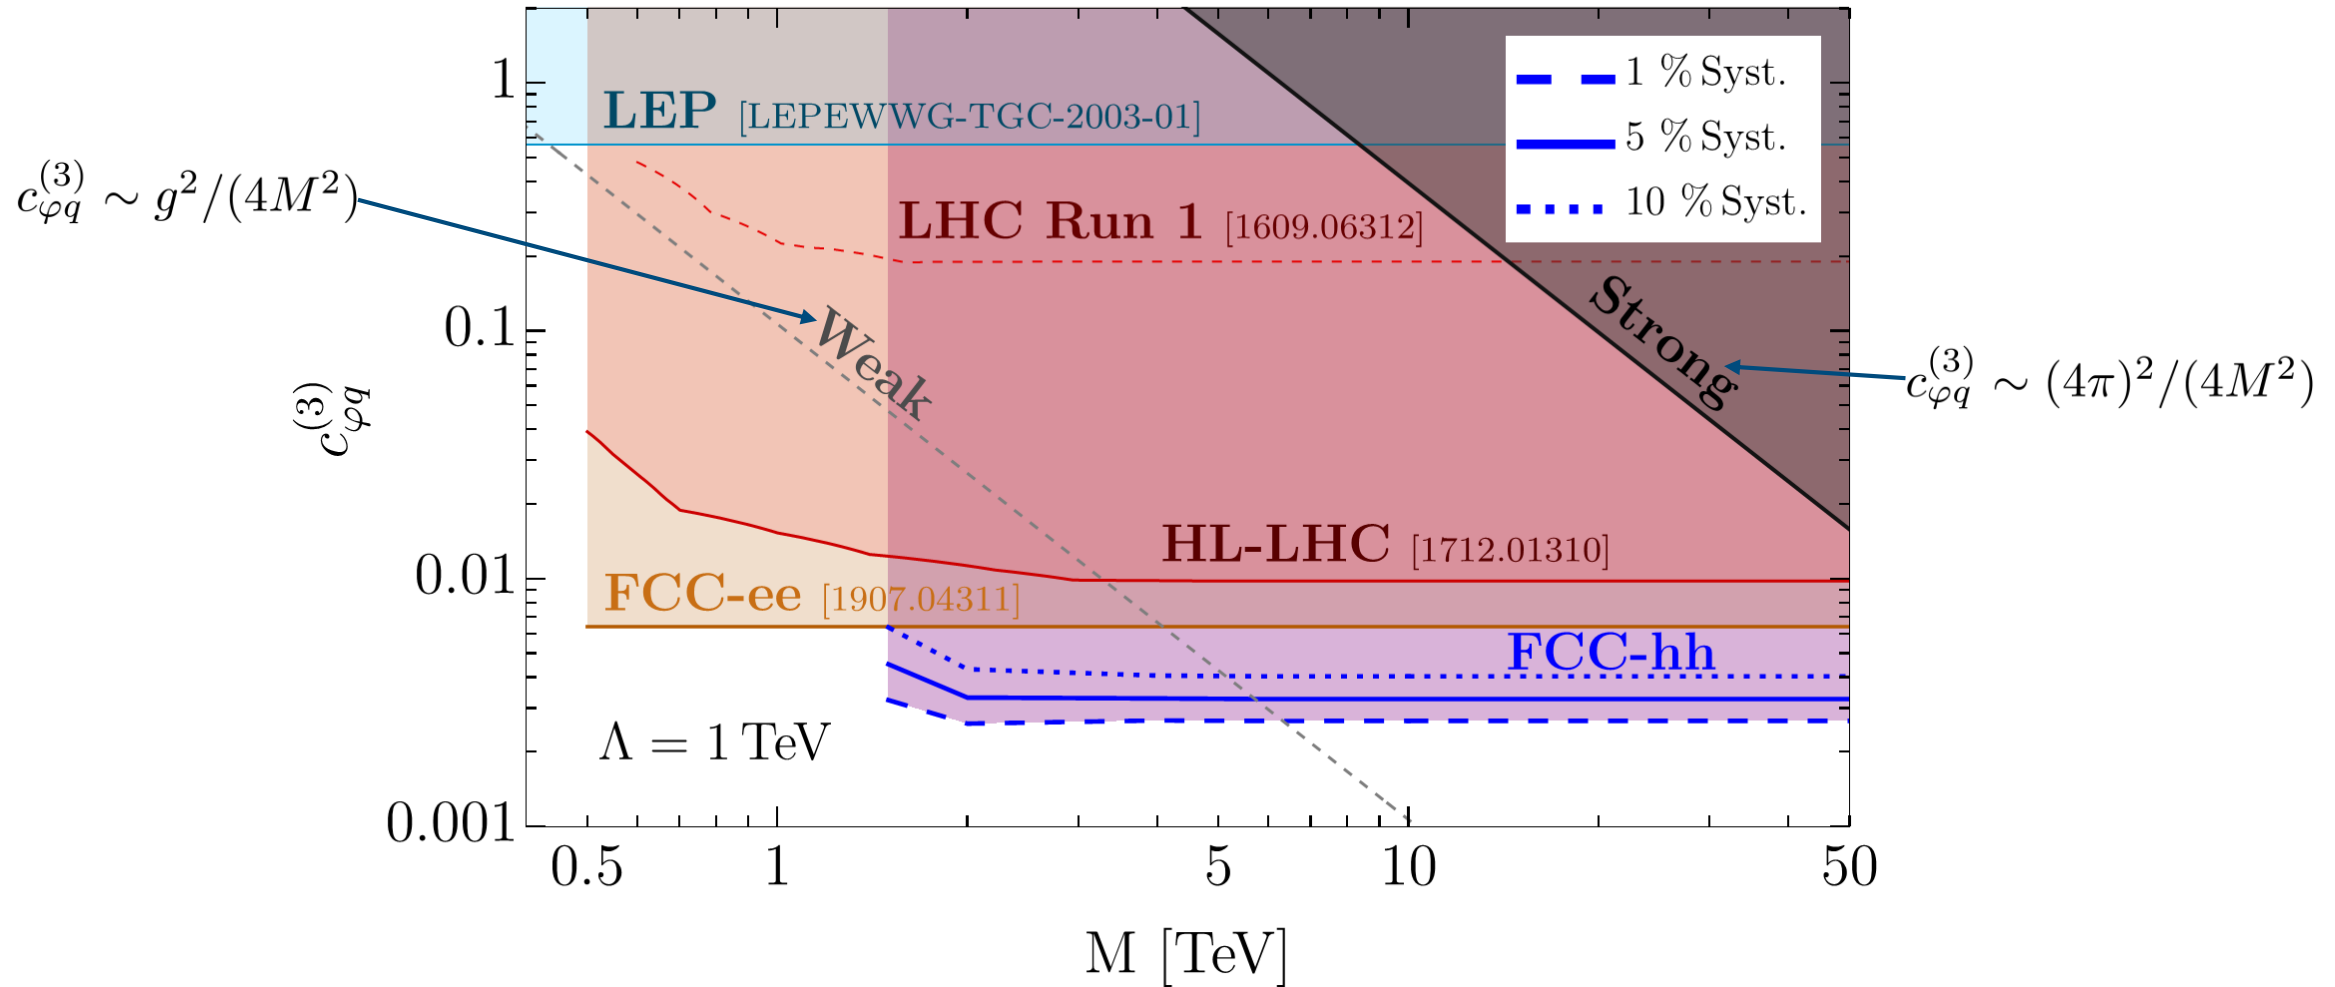 1
0.1
0.01
0.001
c_{φq}^{(3)}
0.5 1 5 10 50
M [TeV]
LEP [LEPEWWG-TGC-2003-01]
LHC Run 1 [1609.06312]
HL-LHC [1712.01310]
FCC-ee [1907.04311]
FCC-hh
Weak
Strong
Λ = 1 TeV
1 % Syst.
5 % Syst.
10 % Syst.
c_{φq}^{(3)} ∼ g²/(4M²)
c_{φq}^{(3)} ∼ (4π)²/(4M²)